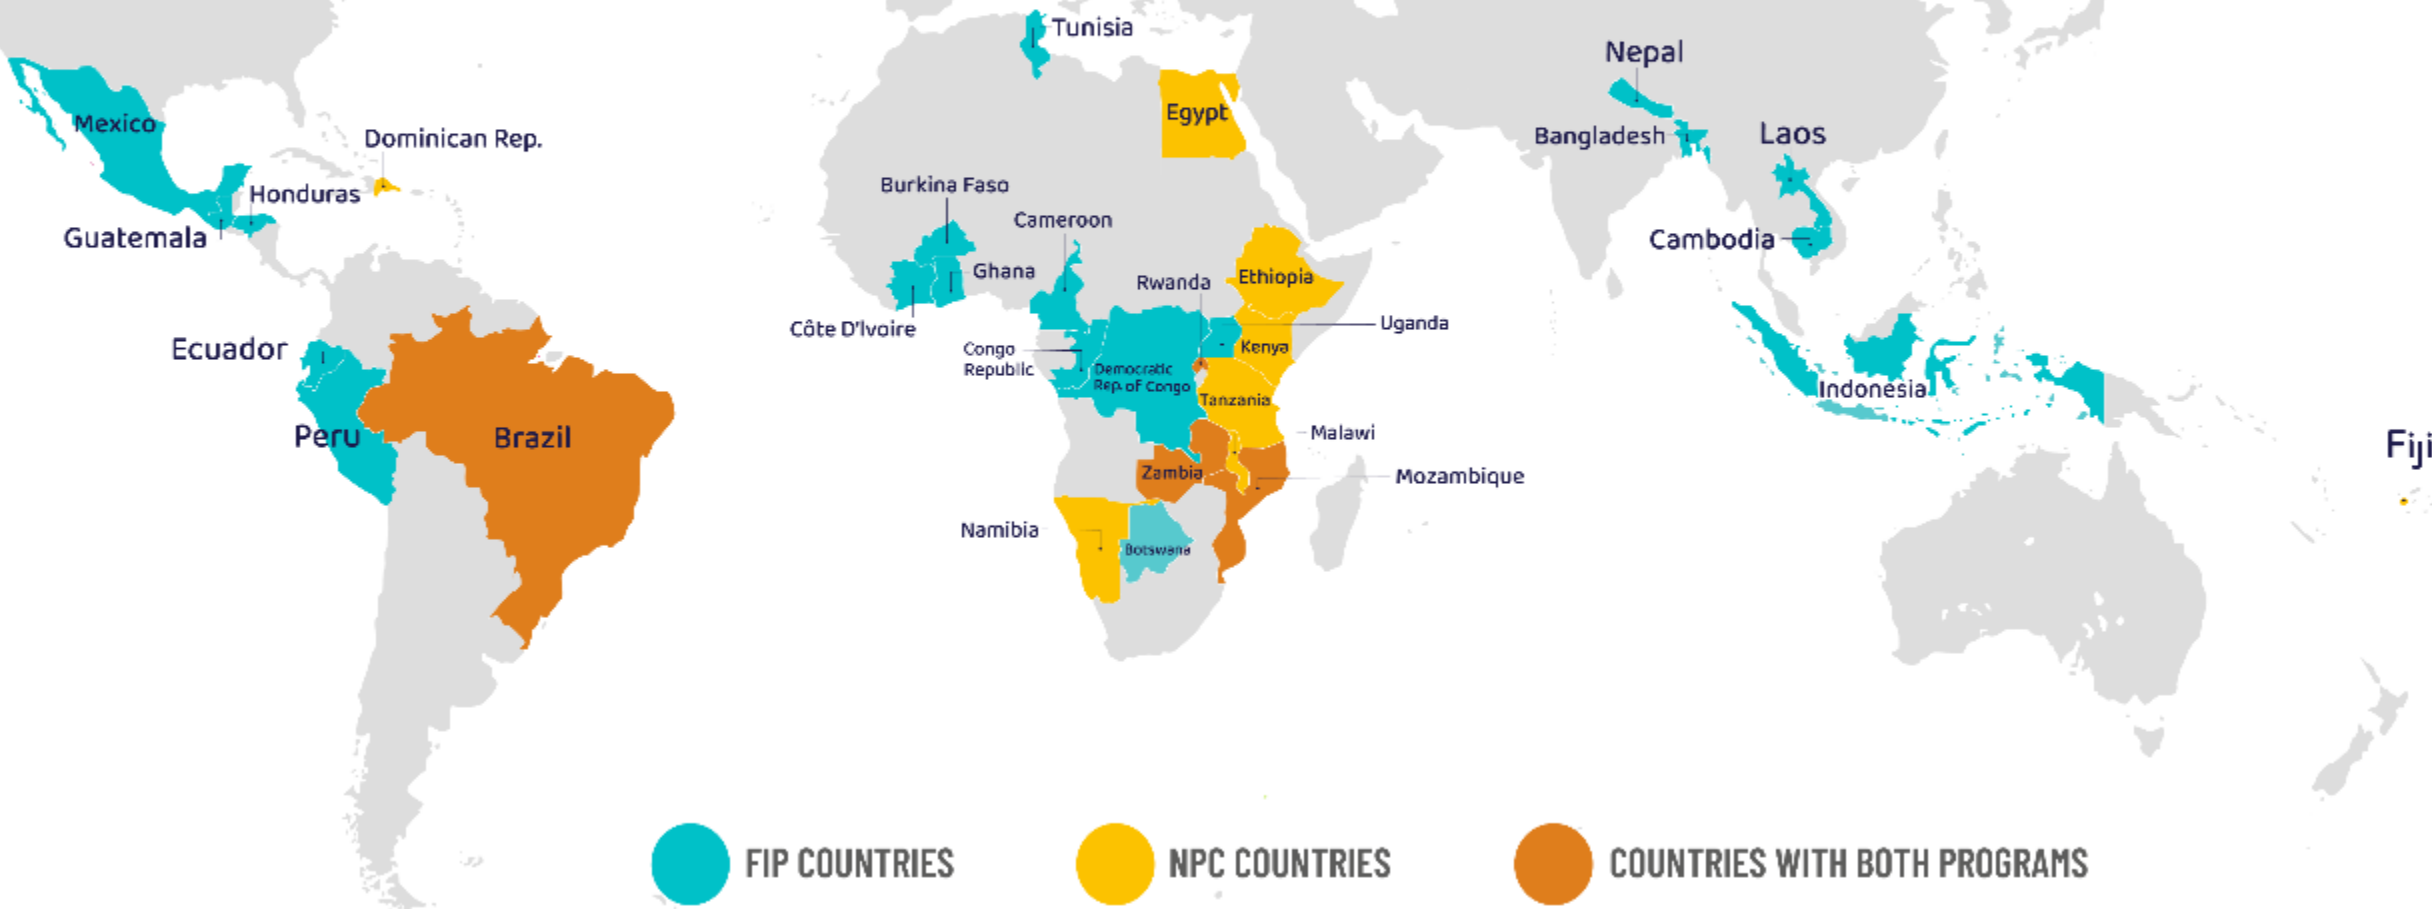 Tunisia
Nepal
Egypt
Mexico
Bangladesh
Laos
Dominican Rep.
Burkina Faso
Honduras
Cameroon
Guatemala
Cambodia
Ghana
Ethiopia
Rwanda
Côte D'Ivoire
Uganda
Ecuador
Congo
Republic
Kenya
Democratic
Rep. of Congo
Indonesia
Tanzania
Peru
Brazil
Malawi
Fiji
Zambia
Mozambique
Namibia
Botswana
FIP COUNTRIES
NPC COUNTRIES
COUNTRIES WITH BOTH PROGRAMS